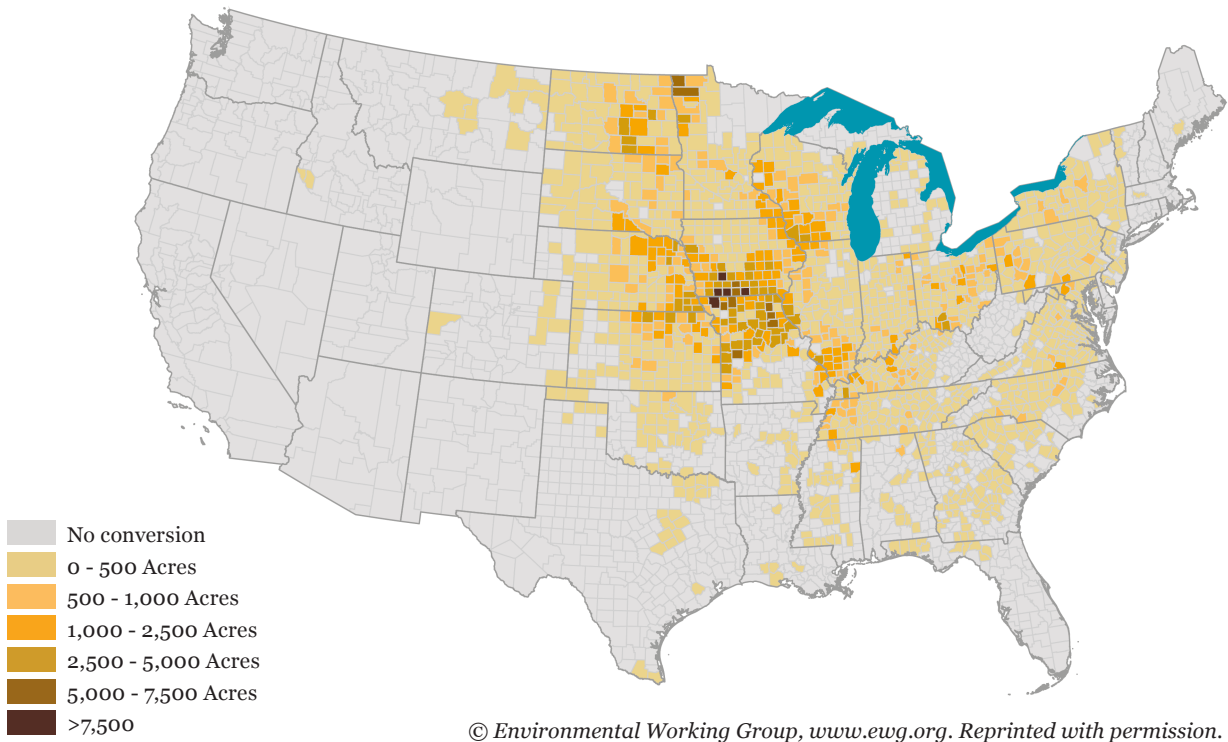 No conversion
0 - 500 Acres
500 - 1,000 Acres
1,000 - 2,500 Acres
2,500 - 5,000 Acres
5,000 - 7,500 Acres
>7,500
© Environmental Working Group, www.ewg.org. Reprinted with permission.